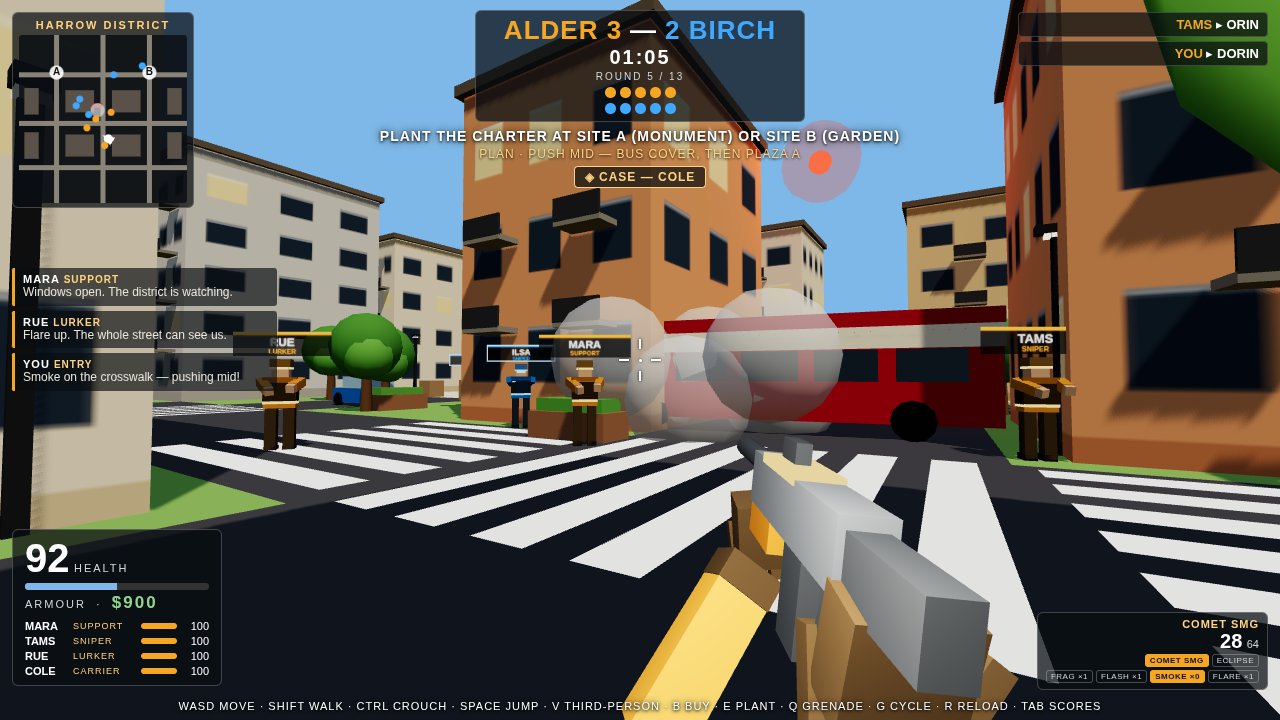 HARROW DISTRICT
A
B
ALDER 3 — 2 BIRCH
01:05
ROUND 5 / 13
PLANT THE CHARTER AT SITE A (MONUMENT) OR SITE B (GARDEN)
PLAN · PUSH MID — BUS COVER, THEN PLAZA A
◈ CASE — COLE
TAMS ▸ ORIN
YOU ▸ DORIN
MARA SUPPORT
Windows open. The district is watching.
RUE LURKER
Flare up. The whole street can see us.
YOU ENTRY
Smoke on the crosswalk — pushing mid!
RUE
LURKER
ILSA
MARA
SUPPORT
TAMS
SNIPER
92 HEALTH
ARMOUR · $900
MARA SUPPORT 100
TAMS SNIPER 100
RUE LURKER 100
COLE CARRIER 100
COMET SMG
28 64
COMET SMG ECLIPSE
FRAG ×1 FLASH ×1 SMOKE ×0 FLARE ×1
WASD MOVE · SHIFT WALK · CTRL CROUCH · SPACE JUMP · V THIRD-PERSON · B BUY · E PLANT · Q GRENADE · G CYCLE · R RELOAD · TAB SCORES